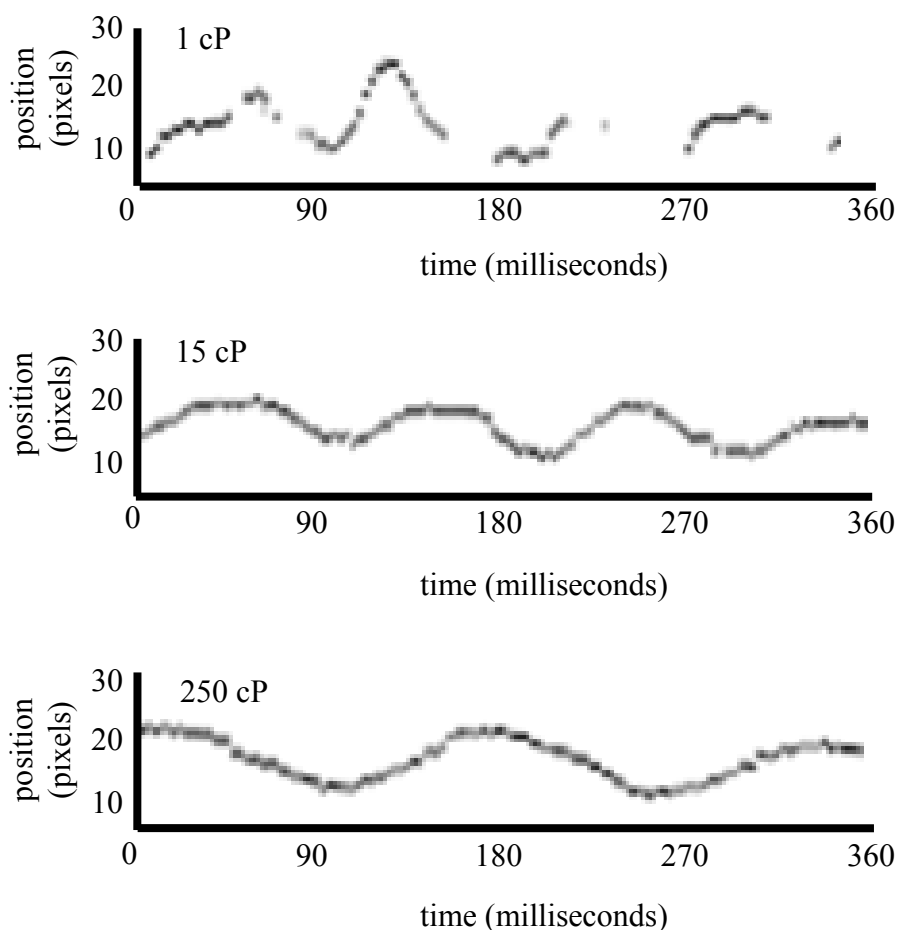 30
1 cP
20
10
position
(pixels)
0 90 180 270 360
time (milliseconds)
30
15 cP
20
10
position
(pixels)
0 90 180 270 360
time (milliseconds)
30
250 cP
20
10
position
(pixels)
0 90 180 270 360
time (milliseconds)